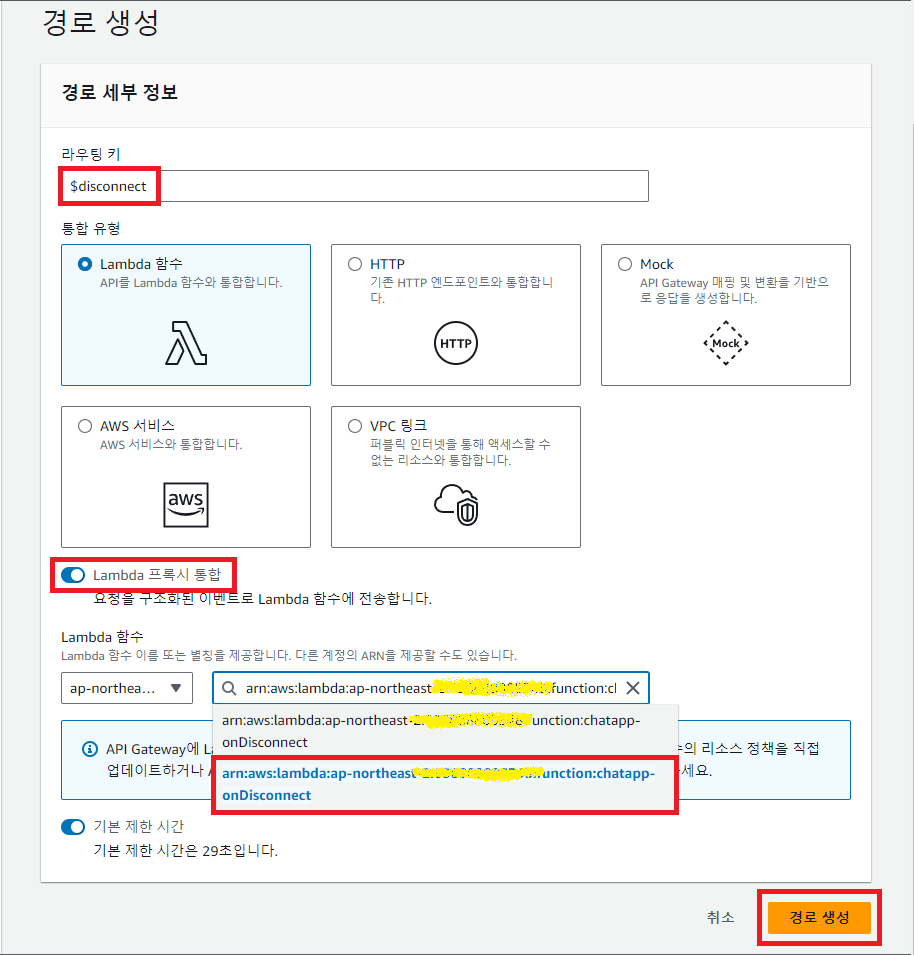 경로 생성
경로 세부 정보
라우팅 키
$disconnect
통합 유형
Lambda 함수
API를 Lambda 함수와 통합합니다.
HTTP
기존 HTTP 엔드포인트와 통합합니
다.
HTTP
Mock
API Gateway 매핑 및 변환을 기반으
로 응답을 생성합니다.
Mock
AWS 서비스
AWS 서비스와 통합합니다.
aws
VPC 링크
퍼블릭 인터넷을 통해 액세스할 수
없는 리소스와 통합합니다.
Lambda 프록시 통합
요청을 구조화된 이벤트로 Lambda 함수에 전송합니다.
Lambda 함수
Lambda 함수 이름 또는 별칭을 제공합니다. 다른 계정의 ARN을 제공할 수도 있습니다.
ap-northea...
arn:aws:lambda:ap-northeast function:cl
arn:aws:lambda:ap-northeast- unction:chatapp-
onDisconnect
API Gateway에 수의 리소스 정책을 직접
업데이트하거나
arn:aws:lambda:ap-northeast- unction:chatapp-
onDisconnect
기본 제한 시간
기본 제한 시간은 29초입니다.
취소
경로 생성